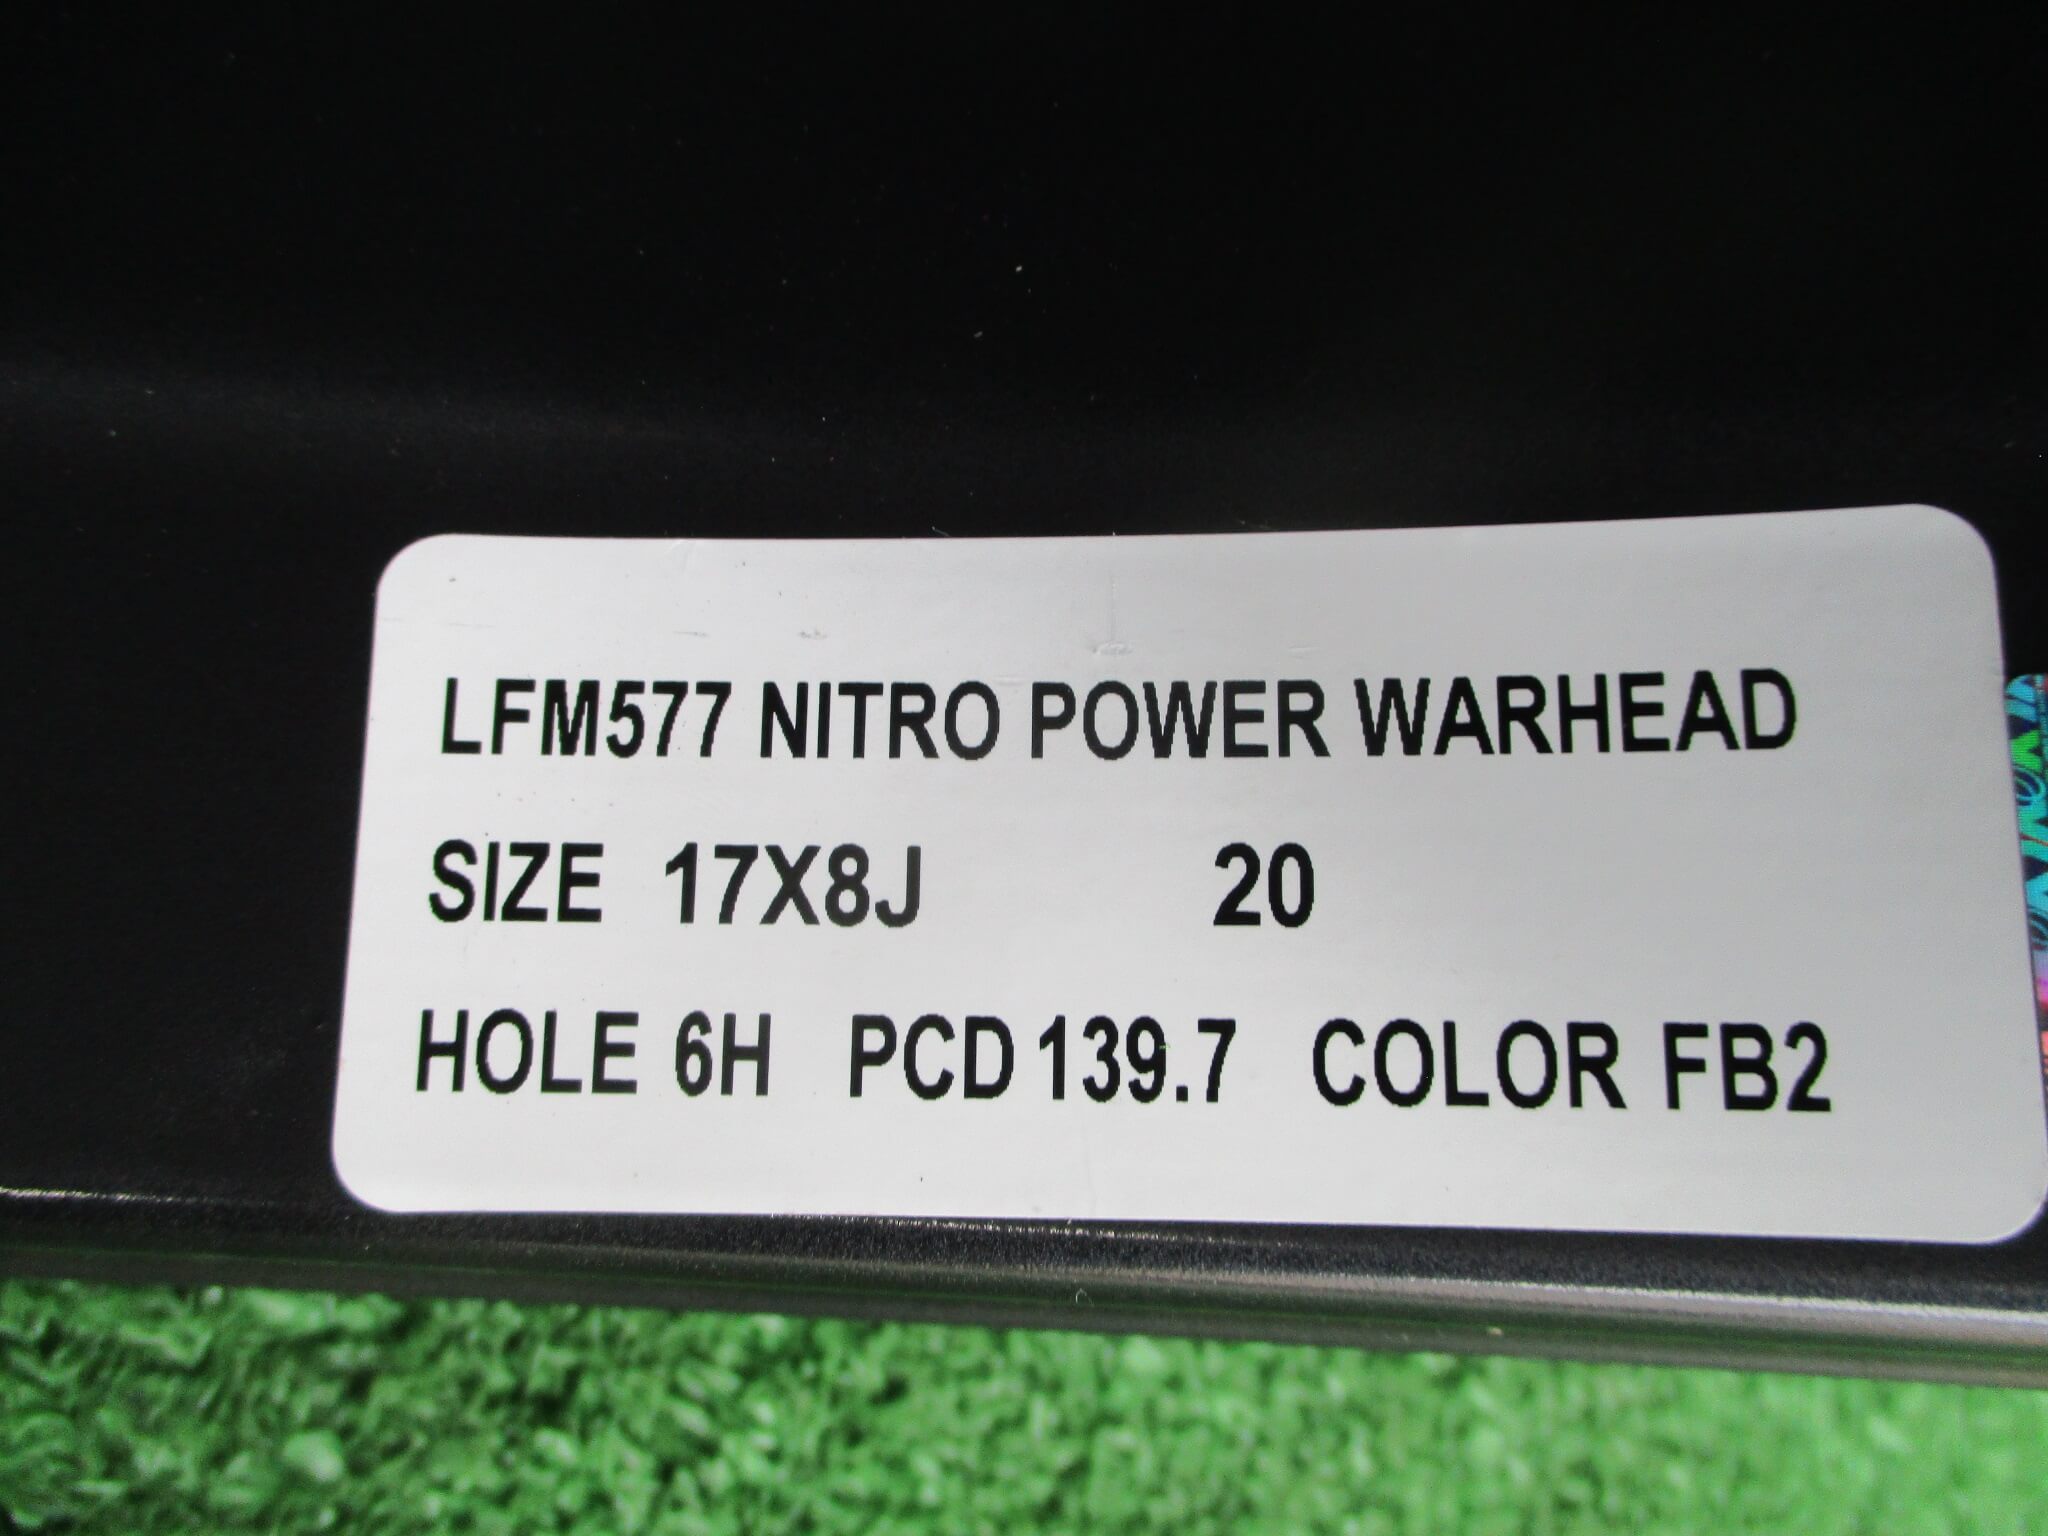 LFM577 NITRO POWER WARHEAD
SIZE 17X8J 20
HOLE 6H PCD 139.7 COLOR FB2